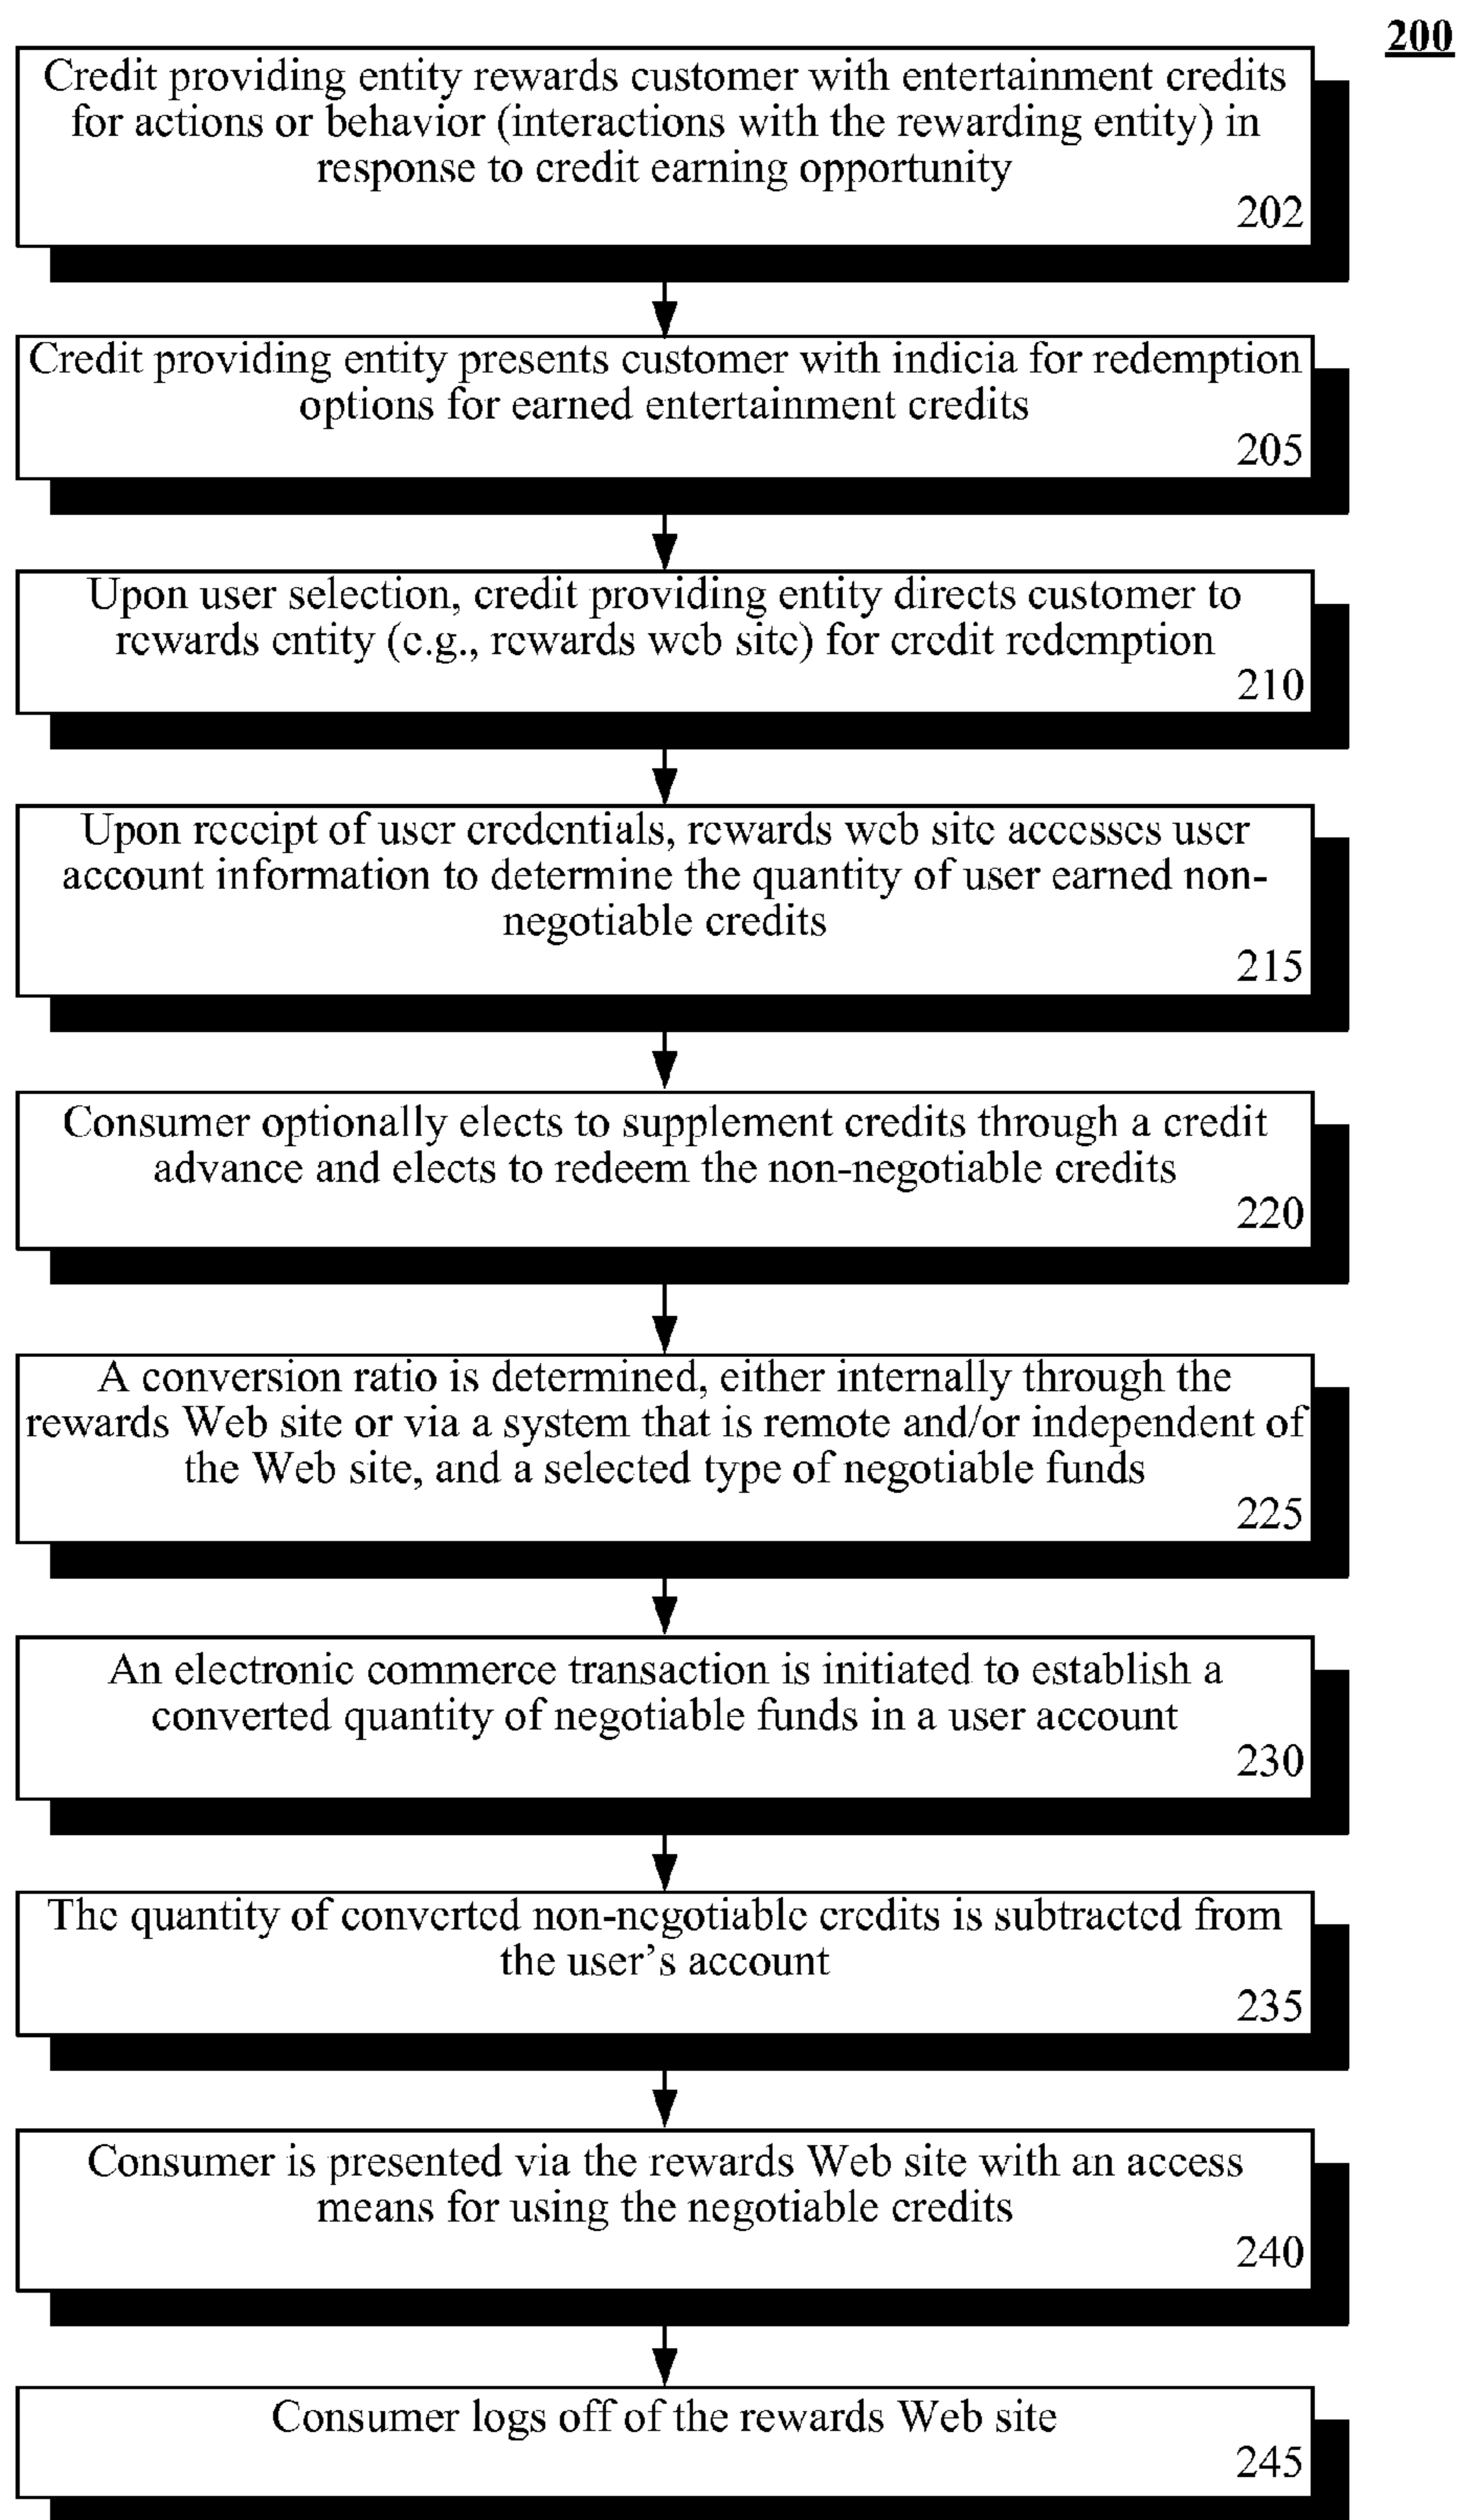 200
Credit providing entity rewards customer with entertainment credits
for actions or behavior (interactions with the rewarding entity) in
response to credit earning opportunity
202
Credit providing entity presents customer with indicia for redemption
options for earned entertainment credits
205
Upon user selection, credit providing entity directs customer to
rewards entity (e.g., rewards web site) for credit redemption
210
Upon receipt of user credentials, rewards web site accesses user
account information to determine the quantity of user earned non-
negotiable credits
215
Consumer optionally elects to supplement credits through a credit
advance and elects to redeem the non-negotiable credits
220
A conversion ratio is determined, either internally through the
rewards Web site or via a system that is remote and/or independent of
the Web site, and a selected type of negotiable funds
225
An electronic commerce transaction is initiated to establish a
converted quantity of negotiable funds in a user account
230
The quantity of converted non-negotiable credits is subtracted from
the user’s account
235
Consumer is presented via the rewards Web site with an access
means for using the negotiable credits
240
Consumer logs off of the rewards Web site
245